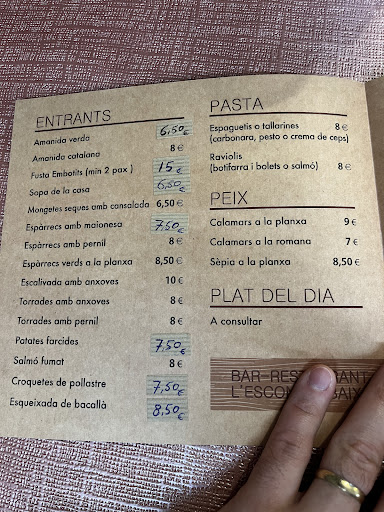 ENTRANTS
Amanida verda 6,50€
Amanida catalana 8 €
Fusta Embotits (min 2 pax ) 15 €
Sopa de la casa 6,50€
Mongetes seques amb cansalada 6,50 €
Espàrrecs amb maionesa 7,50€
Espàrrecs amb pernil 8 €
Espàrrecs verds a la planxa 8,50 €
Escalivada amb anxoves 10 €
Torrades amb anxoves 8 €
Torrades amb pernil 8 €
Patates farcides 7,50€
Salmó fumat 8 €
Croquetes de pollastre 7,50€
Esqueixada de bacallà 8,50€
PASTA
Espaguetis o tallarines 8 €
(carbonara, pesto o crema de ceps)
Raviolis
(botifarra i bolets o salmó) 8 €
PEIX
Calamars a la planxa 9 €
Calamars a la romana 7 €
Sèpia a la planxa 8,50 €
PLAT DEL DIA
A consultar
BAR-RES